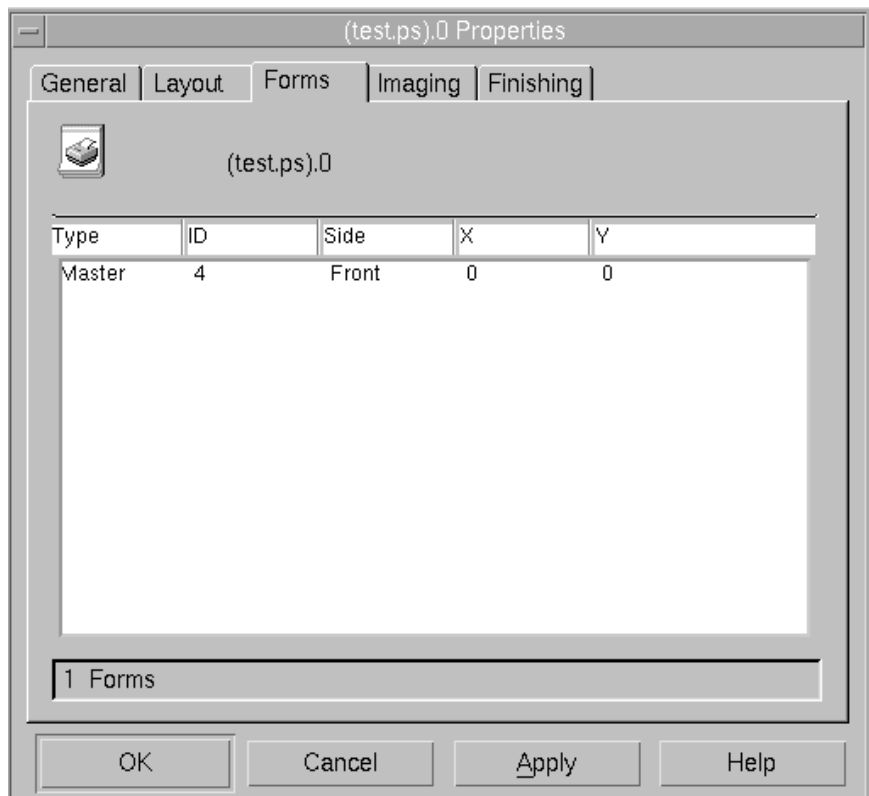 (test.ps).0 Properties
General Layout Forms Imaging Finishing
(test.ps).0
Type ID Side X Y
Master 4 Front 0 0
1 Forms
OK Cancel Apply Help